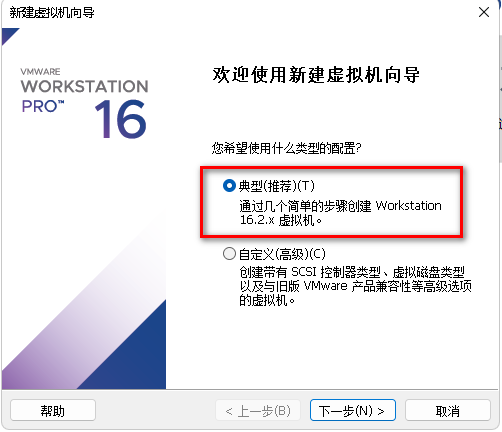 新建虚拟机向导
VMWARE
WORKSTATION
PRO™ 16
欢迎使用新建虚拟机向导
您希望使用什么类型的配置?
典型(推荐)(T)
通过几个简单的步骤创建 Workstation
16.2.x 虚拟机。
自定义(高级)(C)
创建带有 SCSI 控制器类型、虚拟磁盘类型
以及与旧版 VMware 产品兼容性等高级选项
的虚拟机。
帮助
< 上一步(B)
下一步(N) >
取消